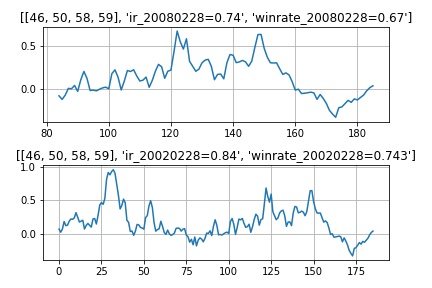 [[46, 50, 58, 59], 'ir_20080228=0.74', 'winrate_20080228=0.67']
0.5
0.0
80 100 120 140 160 180
[[46, 50, 58, 59], 'ir_20020228=0.84', 'winrate_20020228=0.743']
1.0
0.5
0.0
0 25 50 75 100 125 150 175